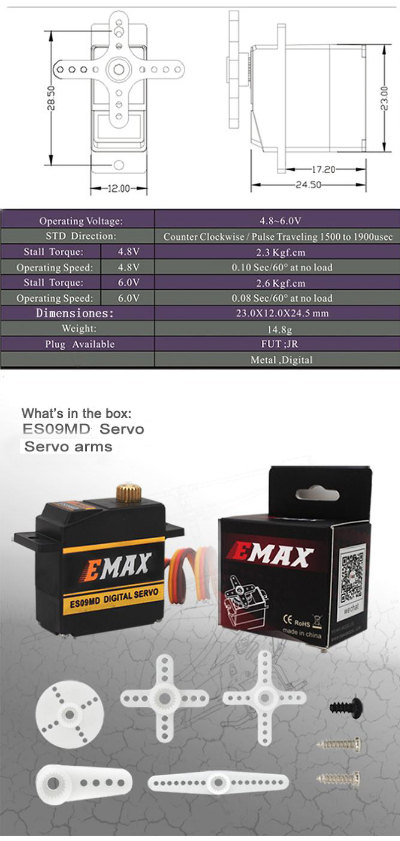 28.50
12.00
23.00
17.20
24.50
Operating Voltage: 4.8~6.0V
STD Direction: Counter Clockwise / Pulse Traveling 1500 to 1900usec
Stall Torque: 4.8V 2.3 Kgf.cm
Operating Speed: 4.8V 0.10 Sec/60° at no load
Stall Torque: 6.0V 2.6 Kgf.cm
Operating Speed: 6.0V 0.08 Sec/60° at no load
Dimensiones: 23.0X12.0X24.5 mm
Weight: 14.8g
Plug Available FUT ;JR
Metal ,Digital
What's in the box:
ES09MD Servo
Servo arms
EMAX
ES09MD DIGITAL SERVO
EMAX
wechat
CE RoHS
made in china